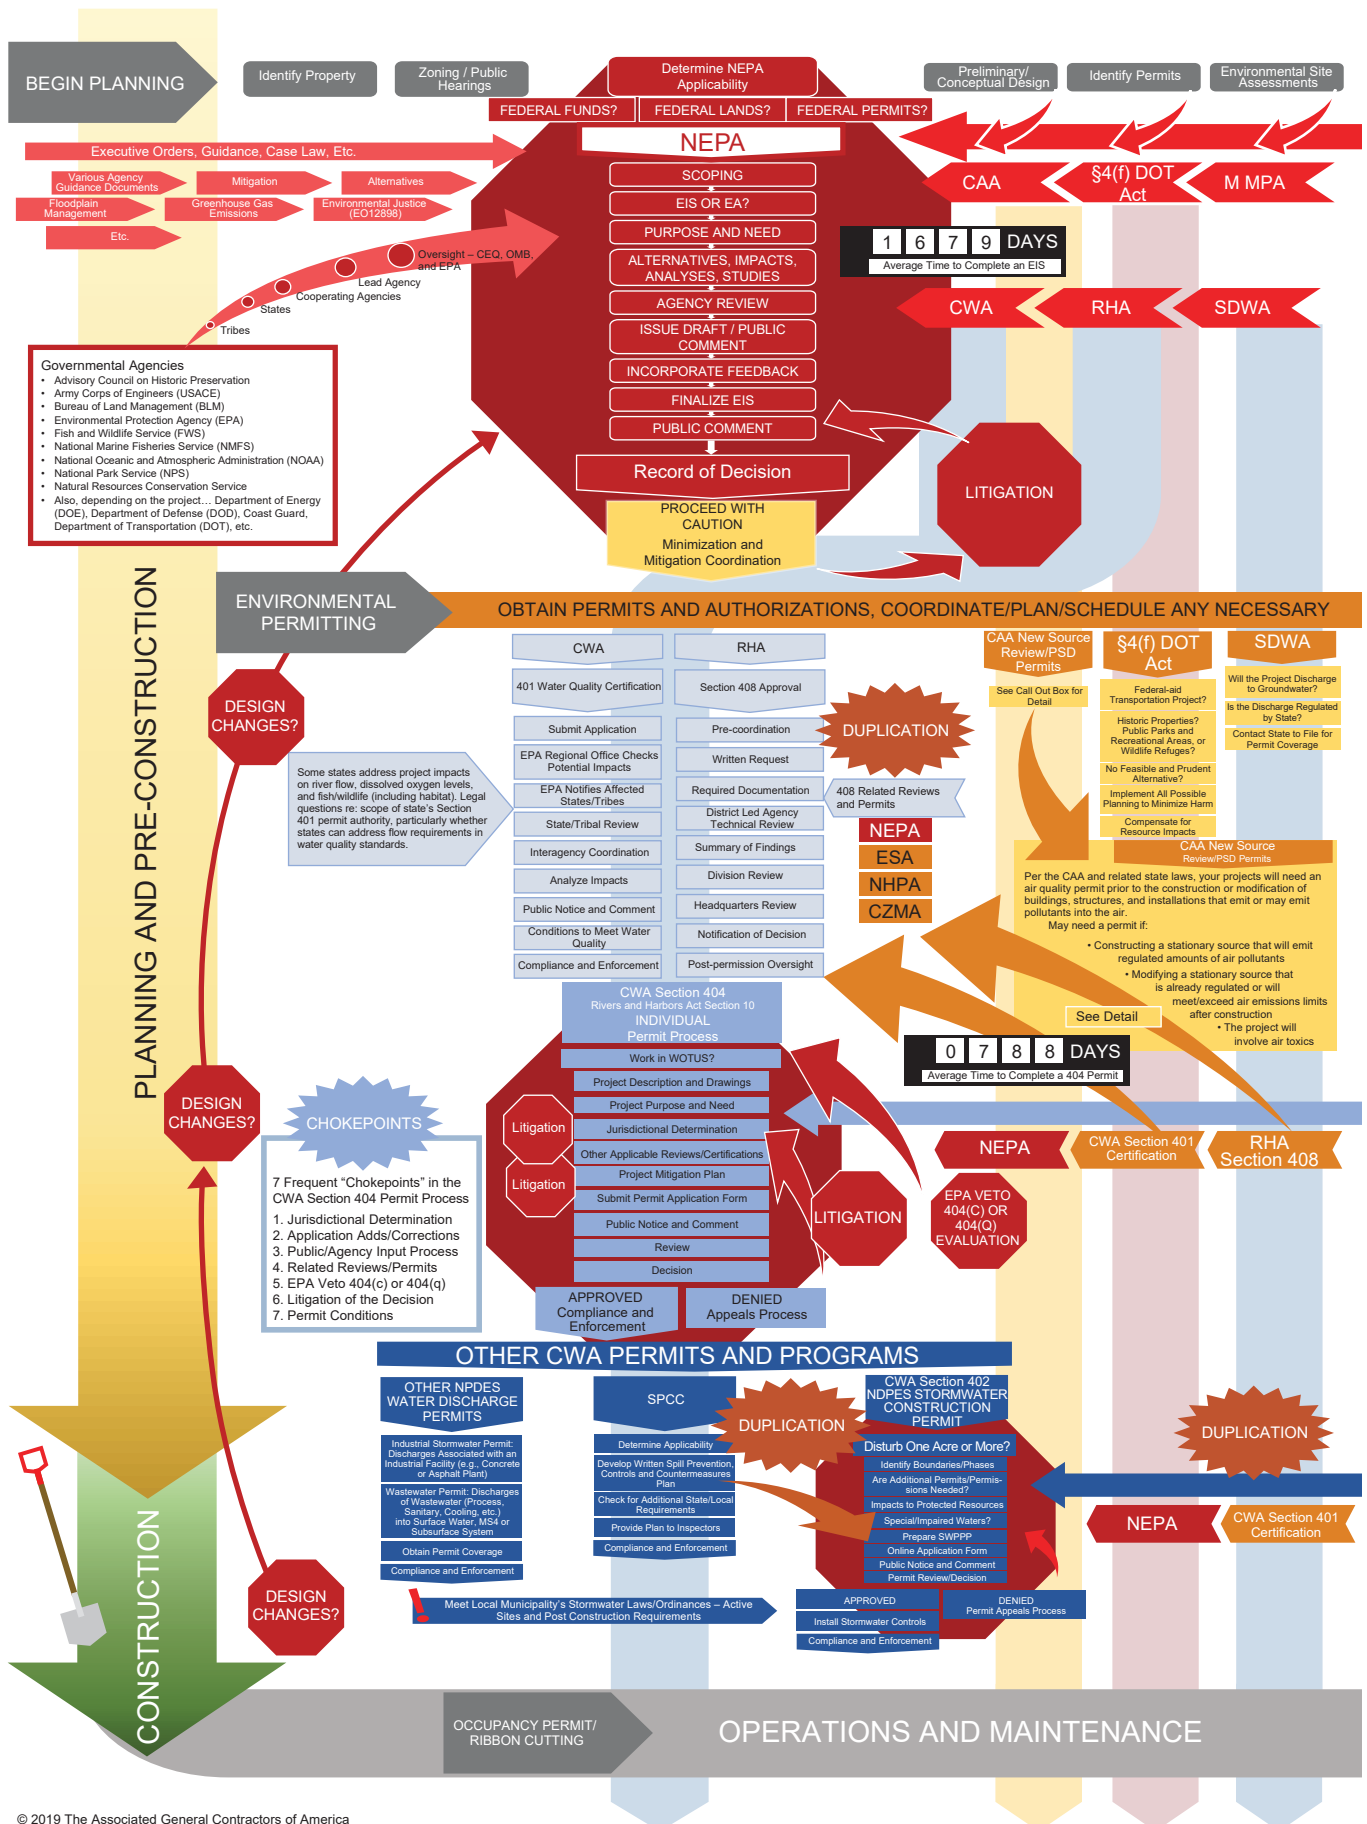 BEGIN PLANNING
Identify Property
Zoning / Public
Hearings
Determine NEPA
Applicability
FEDERAL FUNDS?
FEDERAL LANDS?
FEDERAL PERMITS?
Preliminary/
Conceptual Design
Identify Permits
Environmental Site
Assessments
NEPA
SCOPING
EIS OR EA?
PURPOSE AND NEED
ALTERNATIVES, IMPACTS,
ANALYSES, STUDIES
AGENCY REVIEW
ISSUE DRAFT / PUBLIC
COMMENT
INCORPORATE FEEDBACK
FINALIZE EIS
PUBLIC COMMENT
Record of Decision
PROCEED WITH
CAUTION
Minimization and
Mitigation Coordination
Executive Orders, Guidance, Case Law, Etc.
Various Agency
Guidance Documents
Mitigation
Alternatives
Floodplain
Management
Greenhouse Gas
Emissions
Environmental Justice
(EO12898)
Etc.
Oversight – CEQ, OMB,
and EPA
Lead Agency
Cooperating Agencies
States
Tribes
CAA
§4(f) DOT
Act
M MPA
1 6 7 9 DAYS
Average Time to Complete an EIS
CWA
RHA
SDWA
LITIGATION
Governmental Agencies
• Advisory Council on Historic Preservation
• Army Corps of Engineers (USACE)
• Bureau of Land Management (BLM)
• Environmental Protection Agency (EPA)
• Fish and Wildlife Service (FWS)
• National Marine Fisheries Service (NMFS)
• National Oceanic and Atmospheric Administration (NOAA)
• National Park Service (NPS)
• Natural Resources Conservation Service
• Also, depending on the project… Department of Energy
(DOE), Department of Defense (DOD), Coast Guard,
Department of Transportation (DOT), etc.
PLANNING AND PRE-CONSTRUCTION
ENVIRONMENTAL
PERMITTING
OBTAIN PERMITS AND AUTHORIZATIONS, COORDINATE/PLAN/SCHEDULE ANY NECESSARY
DESIGN
CHANGES?
Some states address project impacts
on river flow, dissolved oxygen levels,
and fish/wildlife (including habitat). Legal
questions re: scope of state's Section
401 permit authority, particularly whether
states can address flow requirements in
water quality standards.
CWA
401 Water Quality Certification
Submit Application
EPA Regional Office Checks
Potential Impacts
EPA Notifies Affected
States/Tribes
State/Tribal Review
Interagency Coordination
Analyze Impacts
Public Notice and Comment
Conditions to Meet Water
Quality
Compliance and Enforcement
RHA
Section 408 Approval
Pre-coordination
Written Request
Required Documentation
District Led Agency
Technical Review
Summary of Findings
Division Review
Headquarters Review
Notification of Decision
Post-permission Oversight
DUPLICATION
408 Related Reviews
and Permits
NEPA
ESA
NHPA
CZMA
CAA New Source
Review/PSD
Permits
See Call Out Box for
Detail
§4(f) DOT
Act
Federal-aid
Transportation Project?
Historic Properties?
Public Parks and
Recreational Areas, or
Wildlife Refuges?
No Feasible and Prudent
Alternative?
Implement All Possible
Planning to Minimize Harm
Compensate for
Resource Impacts
SDWA
Will the Project Discharge
to Groundwater?
Is the Discharge Regulated
by State?
Contact State to File for
Permit Coverage
CAA New Source
Review/PSD Permits
Per the CAA and related state laws, your projects will need an
air quality permit prior to the construction or modification of
buildings, structures, and installations that emit or may emit
pollutants into the air.
May need a permit if:
• Constructing a stationary source that will emit
regulated amounts of air pollutants
• Modifying a stationary source that
is already regulated or will
meet/exceed air emissions limits
after construction
• The project will
involve air toxics
See Detail
0 7 8 8 DAYS
Average Time to Complete a 404 Permit
CWA Section 404
Rivers and Harbors Act Section 10
INDIVIDUAL
Permit Process
Work in WOTUS?
Project Description and Drawings
Project Purpose and Need
Jurisdictional Determination
Other Applicable Reviews/Certifications
Project Mitigation Plan
Submit Permit Application Form
Public Notice and Comment
Review
Decision
Litigation
Litigation
APPROVED
Compliance and
Enforcement
DENIED
Appeals Process
LITIGATION
EPA VETO
404(C) OR
404(Q)
EVALUATION
NEPA
CWA Section 401
Certification
RHA
Section 408
DESIGN
CHANGES?
CHOKEPOINTS
7 Frequent “Chokepoints” in the
CWA Section 404 Permit Process
1. Jurisdictional Determination
2. Application Adds/Corrections
3. Public/Agency Input Process
4. Related Reviews/Permits
5. EPA Veto 404(c) or 404(q)
6. Litigation of the Decision
7. Permit Conditions
OTHER CWA PERMITS AND PROGRAMS
OTHER NPDES
WATER DISCHARGE
PERMITS
Industrial Stormwater Permit:
Discharges Associated with an
Industrial Facility (e.g., Concrete
or Asphalt Plant)
Wastewater Permit: Discharges
of Wastewater (Process,
Sanitary, Cooling, etc.)
into Surface Water, MS4 or
Subsurface System
Obtain Permit Coverage
Compliance and Enforcement
SPCC
Determine Applicability
Develop Written Spill Prevention,
Controls and Countermeasures
Plan
Check for Additional State/Local
Requirements
Provide Plan to Inspectors
Compliance and Enforcement
DUPLICATION
CWA Section 402
NDPES STORMWATER
CONSTRUCTION
PERMIT
Disturb One Acre or More?
Identify Boundaries/Phases
Are Additional Permits/Permis-
sions Needed?
Impacts to Protected Resources
Special/Impaired Waters?
Prepare SWPPP
Online Application Form
Public Notice and Comment
Permit Review/Decision
APPROVED
Install Stormwater Controls
Compliance and Enforcement
DENIED
Permit Appeals Process
DUPLICATION
NEPA
CWA Section 401
Certification
! Meet Local Municipality's Stormwater Laws/Ordinances – Active
Sites and Post Construction Requirements
DESIGN
CHANGES?
CONSTRUCTION
OCCUPANCY PERMIT/
RIBBON CUTTING
OPERATIONS AND MAINTENANCE
© 2019 The Associated General Contractors of America